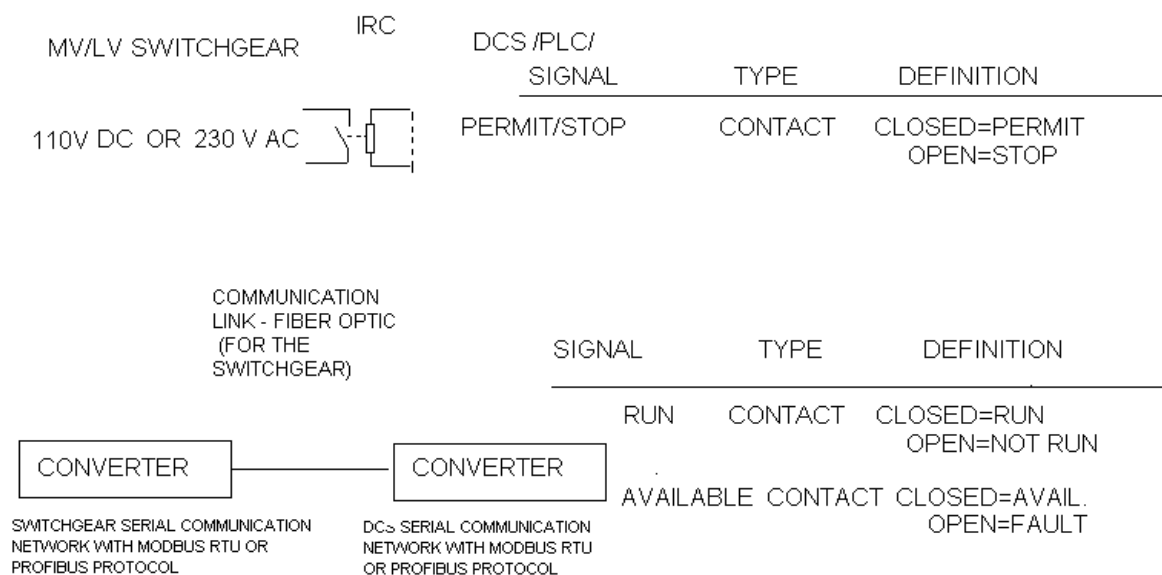 IRC
MV/LV SWITCHGEAR
DCS /PLC/
SIGNAL TYPE DEFINITION
110V DC OR 230 V AC
PERMIT/STOP CONTACT CLOSED=PERMIT
OPEN=STOP
COMMUNICATION
LINK - FIBER OPTIC
(FOR THE
SWITCHGEAR)
SIGNAL TYPE DEFINITION
RUN CONTACT CLOSED=RUN
OPEN=NOT RUN
CONVERTER
CONVERTER
AVAILABLE CONTACT CLOSED=AVAIL.
OPEN=FAULT
SWITCHGEAR SERIAL COMMUNICATION
NETWORK WITH MODBUS RTU OR
PROFIBUS PROTOCOL
DCS SERIAL COMMUNICATION
NETWORK WITH MODBUS RTU
OR PROFIBUS PROTOCOL